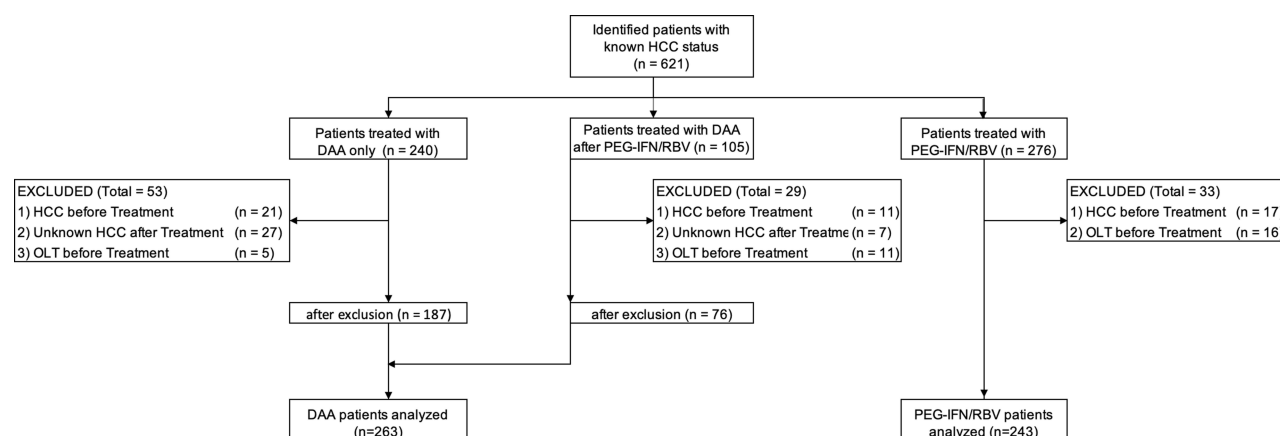 Identified patients with
known HCC status
(n = 621)
Patients treated with
DAA only (n = 240)
Patients treated with DAA
after PEG-IFN/RBV (n = 105)
Patients treated with
PEG-IFN/RBV (n = 276)
EXCLUDED (Total = 53)
1) HCC before Treatment (n = 21)
2) Unknown HCC after Treatment (n = 27)
3) OLT before Treatment (n = 5)
EXCLUDED (Total = 29)
1) HCC before Treatment (n = 11)
2) Unknown HCC after Treatme (n = 7)
3) OLT before Treatment (n = 11)
EXCLUDED (Total = 33)
1) HCC before Treatment (n = 17
2) OLT before Treatment (n = 16
after exclusion (n = 187)
after exclusion (n = 76)
DAA patients analyzed
(n=263)
PEG-IFN/RBV patients
analyzed (n=243)